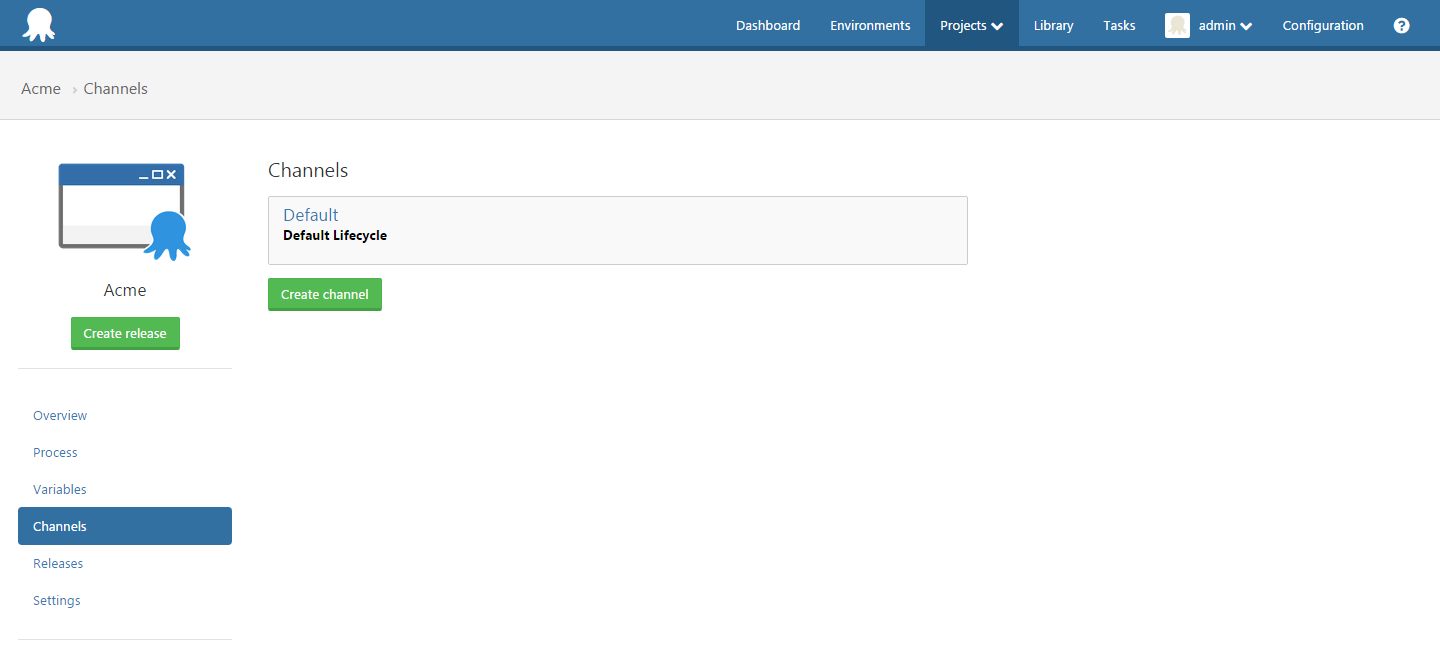 Dashboard Environments Projects Library Tasks admin Configuration ?
Acme › Channels
Channels
Default
Default Lifecycle
Create channel
Acme
Create release
Overview
Process
Variables
Channels
Releases
Settings